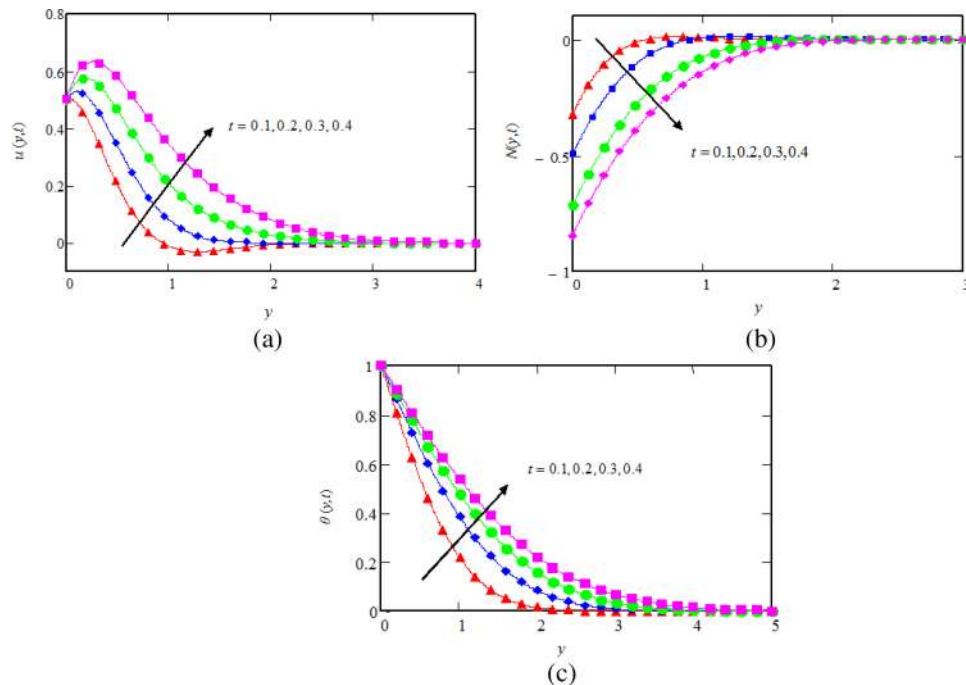 0.8
0.6
0.4
0.2
0
u (y,t)
t = 0.1, 0.2, 0.3, 0.4
0 1 2 3 4
y
(a)
0
− 0.5
− 1
N(y,t)
t = 0.1, 0.2, 0.3, 0.4
0 1 2 3
y
(b)
1
0.8
0.6
0.4
0.2
0
θ (y,t)
t = 0.1, 0.2, 0.3, 0.4
0 1 2 3 4 5
y
(c)